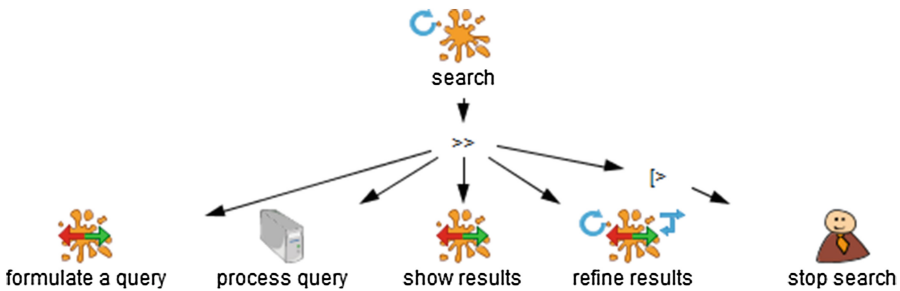 search
>>
[>
formulate a query
process query
show results
refine results
stop search